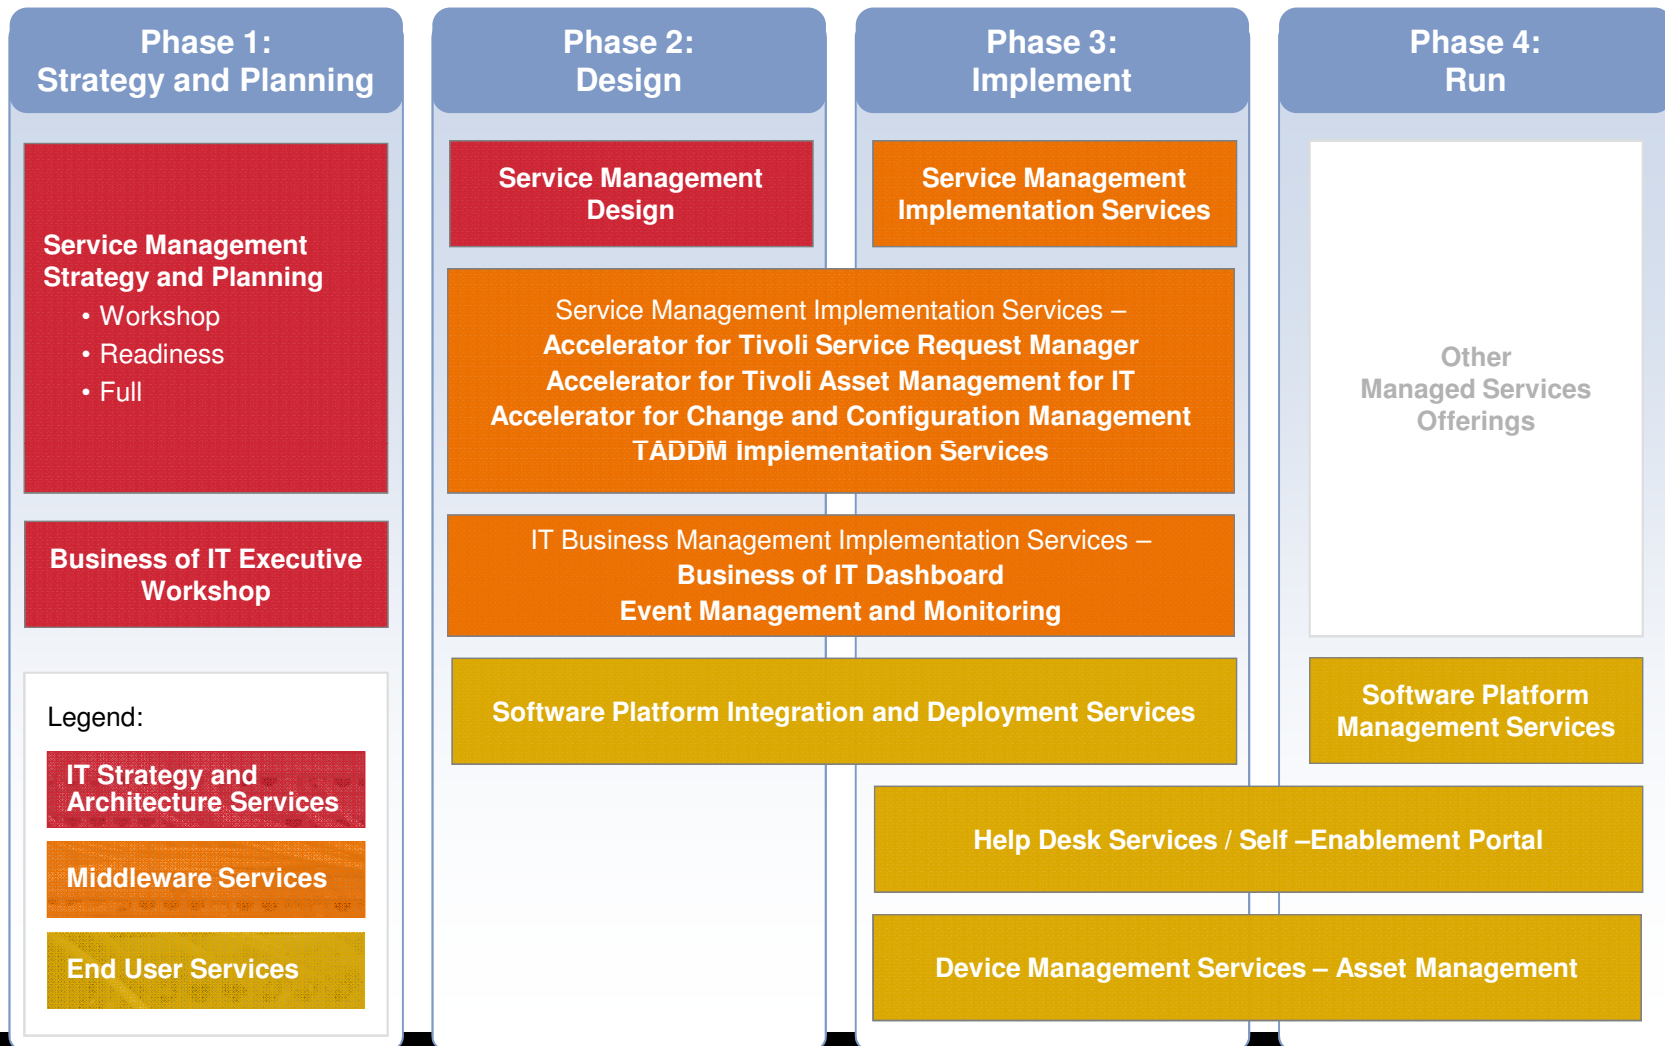 Phase 1:
Strategy and Planning
Phase 2:
Design
Phase 3:
Implement
Phase 4:
Run
Service Management
Strategy and Planning
• Workshop
• Readiness
• Full
Business of IT Executive
Workshop
Legend:
IT Strategy and
Architecture Services
Middleware Services
End User Services
Service Management
Design
Service Management
Implementation Services
Service Management Implementation Services –
Accelerator for Tivoli Service Request Manager
Accelerator for Tivoli Asset Management for IT
Accelerator for Change and Configuration Management
TADDM Implementation Services
IT Business Management Implementation Services –
Business of IT Dashboard
Event Management and Monitoring
Software Platform Integration and Deployment Services
Other
Managed Services
Offerings
Software Platform
Management Services
Help Desk Services / Self –Enablement Portal
Device Management Services – Asset Management